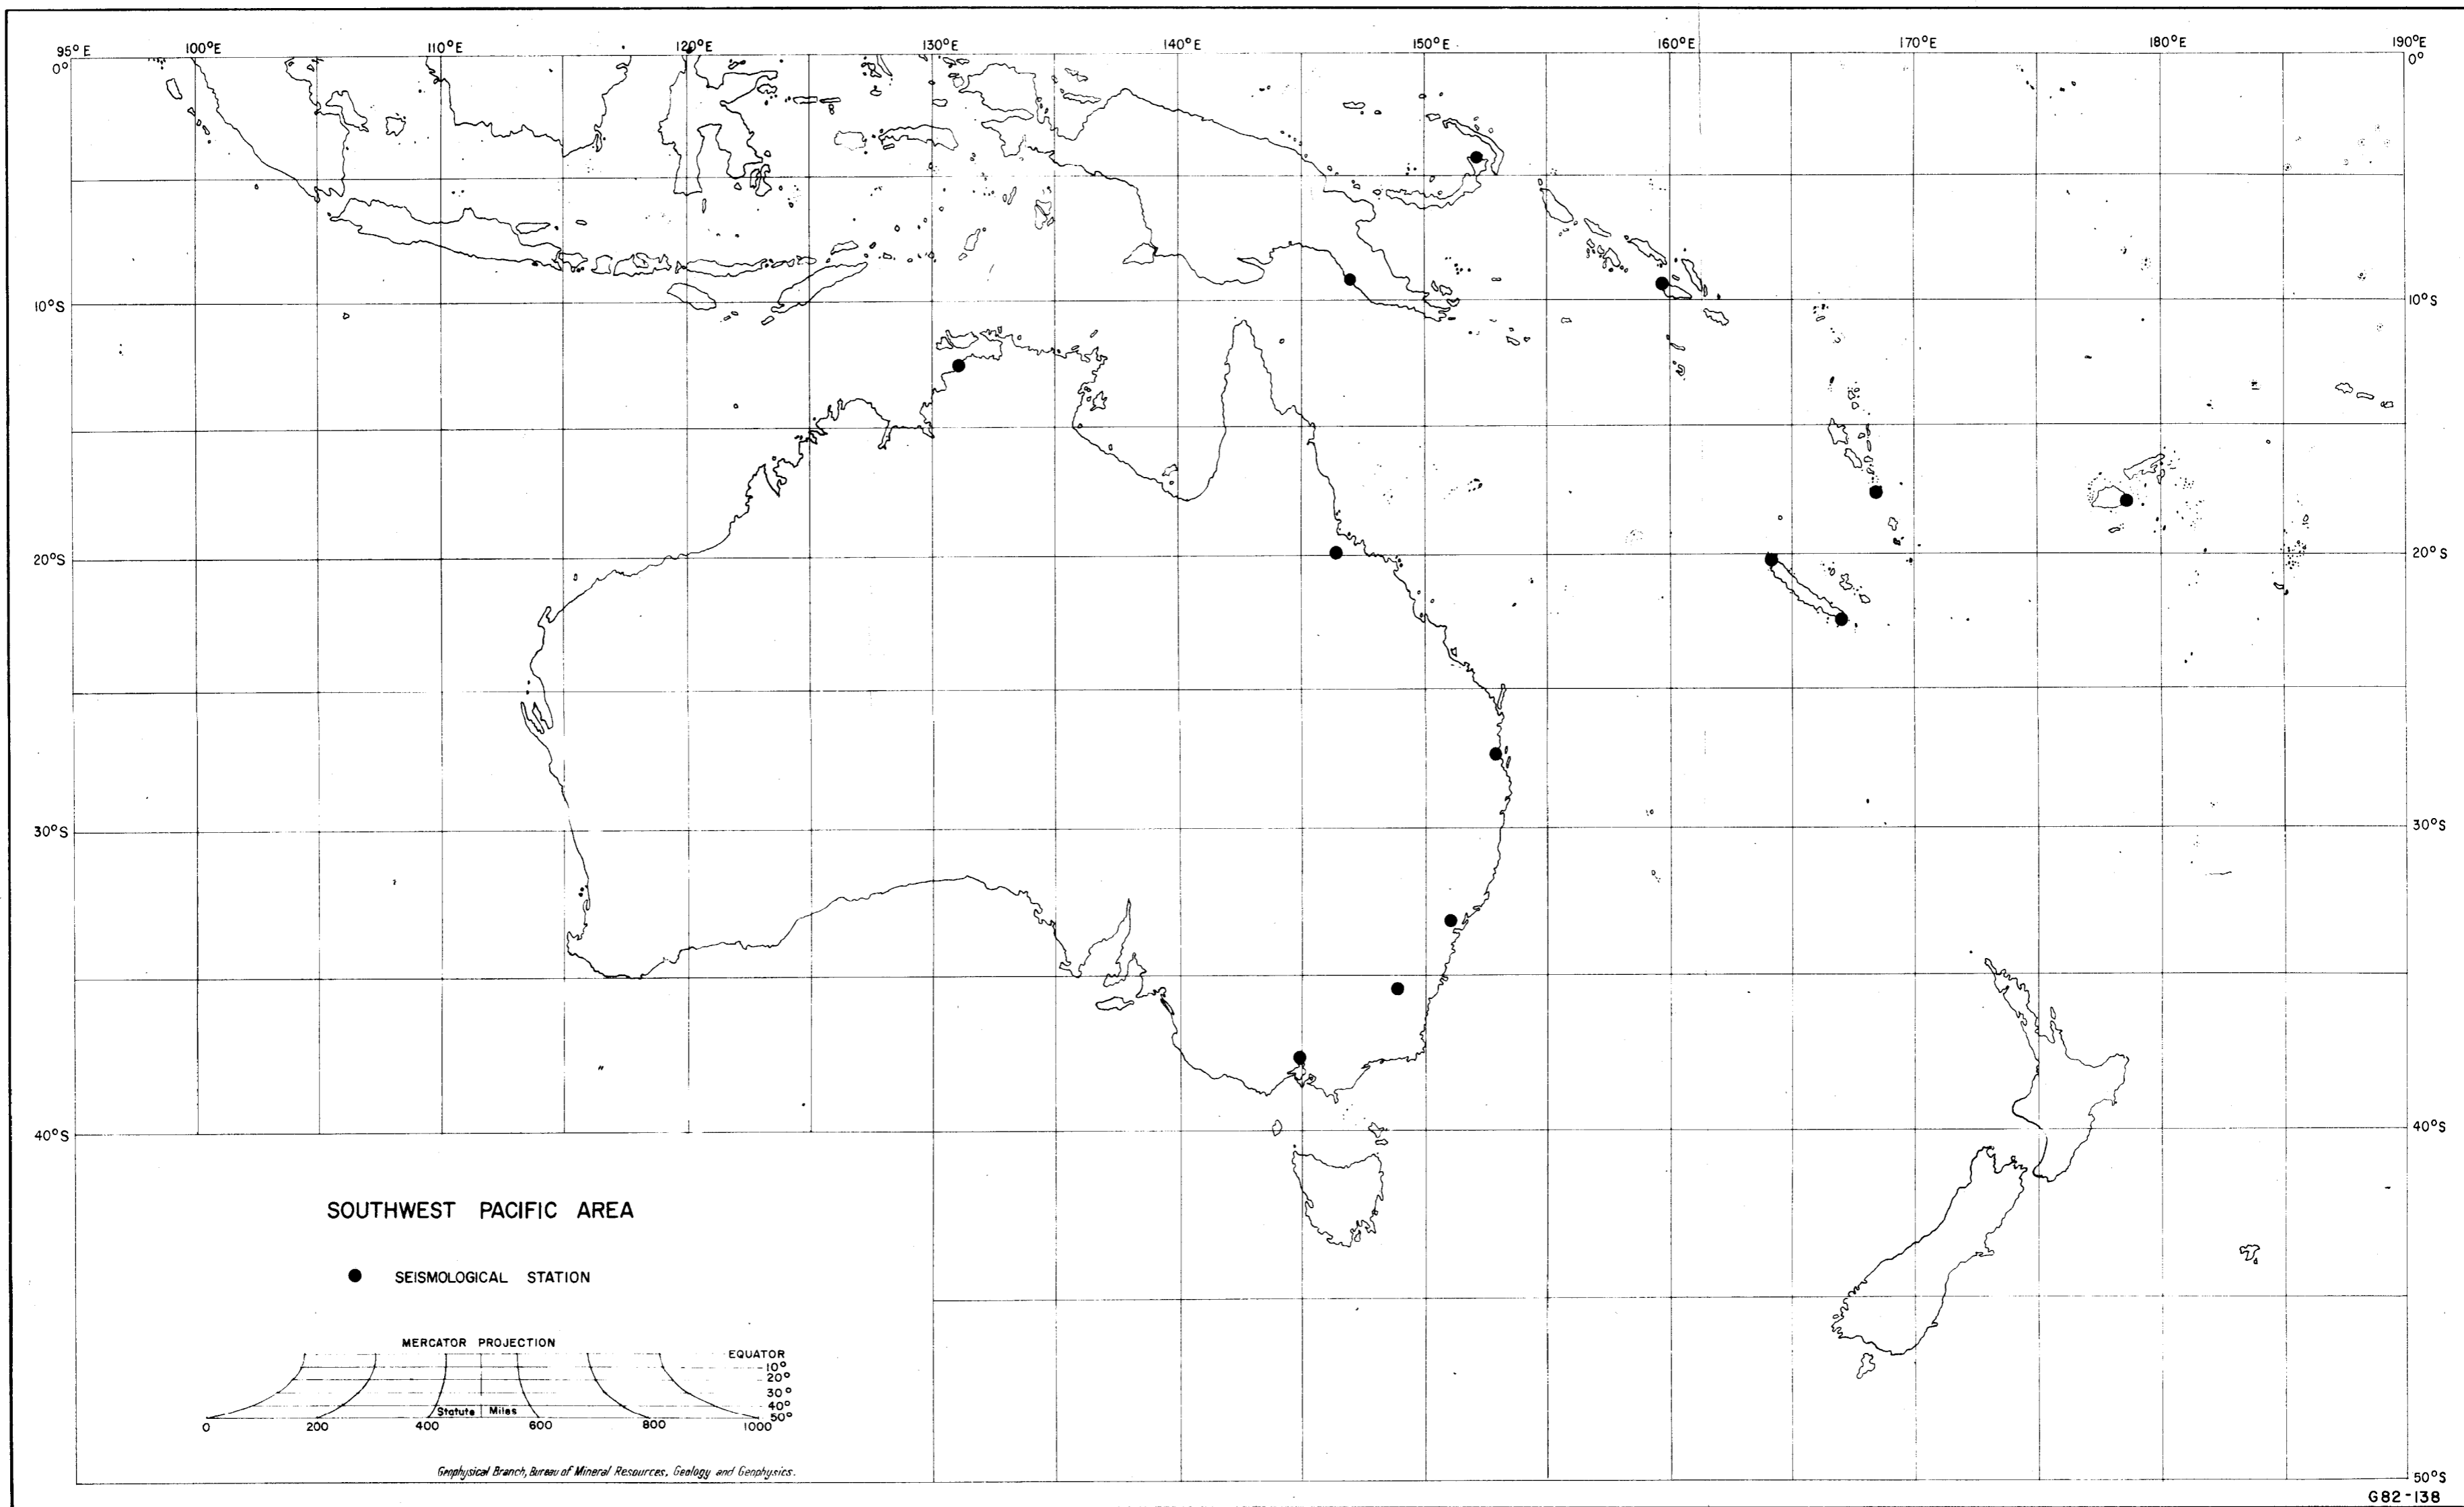 95°E 100°E 110°E 120°E 130°E 140°E 150°E 160°E 170°E 180°E 190°E
0° 0°
10°S 10°S
20°S 20°S
30°S 30°S
40°S 40°S
SOUTHWEST PACIFIC AREA
SEISMOLOGICAL STATION
MERCATOR PROJECTION
EQUATOR
10°
20°
30°
40°
Statute Miles
50°
0 200 400 600 800 1000
Geophysical Branch, Bureau of Mineral Resources, Geology and Geophysics.
50°S
G82-138